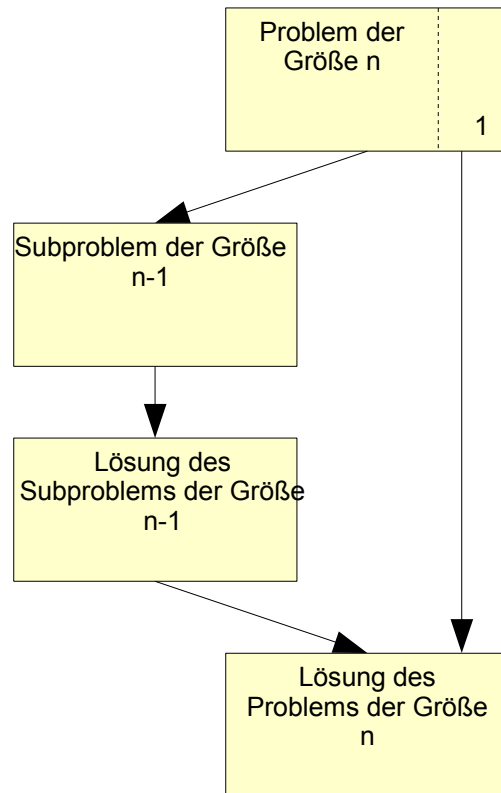 Problem der
Größe n
1
Subproblem der Größe
n-1
Lösung des
Subproblems der Größe
n-1
Lösung des
Problems der Größe
n